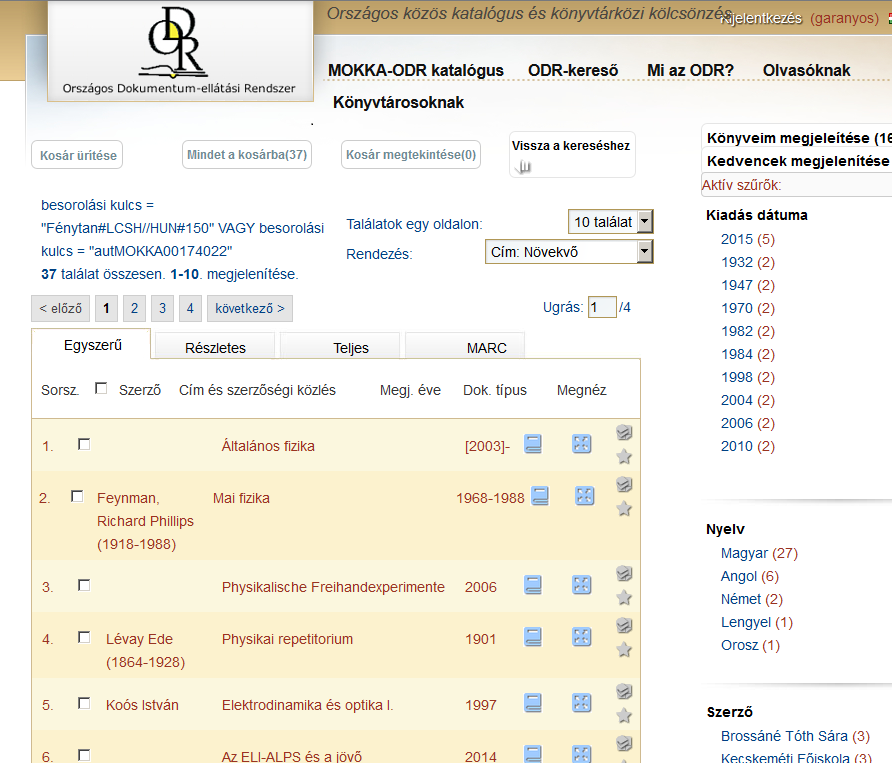 Országos közös katalógus és könyvtárközi kölcsönzés
Kijelentkezés (garanyos)
ODR
Országos Dokumentum-ellátási Rendszer
MOKKA-ODR katalógus ODR-kereső Mi az ODR? Olvasóknak
Könyvtárosoknak
Kosár ürítése Mindet a kosárba(37) Kosár megtekintése(0) Vissza a kereséshez
besorolási kulcs =
"Fénytan#LCSH//HUN#150" VAGY besorolási
kulcs = "autMOKKA00174022"
37 találat összesen. 1-10. megjelenítése.
Találatok egy oldalon: 10 találat
Rendezés: Cím: Növekvő
< előző 1 2 3 4 következő >
Ugrás: 1 /4
Egyszerű Részletes Teljes MARC
Sorsz. Szerző Cím és szerzőségi közlés Megj. éve Dok. típus Megnéz
1. Általános fizika [2003]-
2. Feynman, Mai fizika 1968-1988
Richard Phillips
(1918-1988)
3. Physikalische Freihandexperimente 2006
4. Lévay Ede Physikai repetitorium 1901
(1864-1928)
5. Koós István Elektrodinamika és optika I. 1997
6. Az ELI-ALPS és a jövő 2014
Könyveim megjeleítése (16
Kedvencek megjelenítése
Aktív szűrők:
Kiadás dátuma
2015 (5)
1932 (2)
1947 (2)
1970 (2)
1982 (2)
1984 (2)
1998 (2)
2004 (2)
2006 (2)
2010 (2)
Nyelv
Magyar (27)
Angol (6)
Német (2)
Lengyel (1)
Orosz (1)
Szerző
Brossáné Tóth Sára (3)
Kecskeméti Főiskola (3)